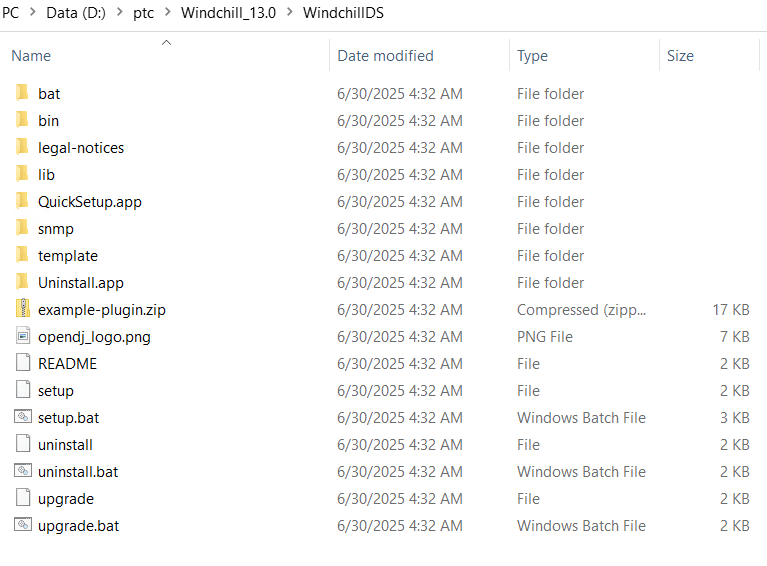 PC > Data (D:) > ptc > Windchill_13.0 > WindchillDS
Name Date modified Type Size
bat 6/30/2025 4:32 AM File folder
bin 6/30/2025 4:32 AM File folder
legal-notices 6/30/2025 4:32 AM File folder
lib 6/30/2025 4:32 AM File folder
QuickSetup.app 6/30/2025 4:32 AM File folder
snmp 6/30/2025 4:32 AM File folder
template 6/30/2025 4:32 AM File folder
Uninstall.app 6/30/2025 4:32 AM File folder
example-plugin.zip 6/30/2025 4:32 AM Compressed (zipp... 17 KB
opendj_logo.png 6/30/2025 4:32 AM PNG File 7 KB
README 6/30/2025 4:32 AM File 2 KB
setup 6/30/2025 4:32 AM File 2 KB
setup.bat 6/30/2025 4:32 AM Windows Batch File 3 KB
uninstall 6/30/2025 4:32 AM File 2 KB
uninstall.bat 6/30/2025 4:32 AM Windows Batch File 2 KB
upgrade 6/30/2025 4:32 AM File 2 KB
upgrade.bat 6/30/2025 4:32 AM Windows Batch File 2 KB